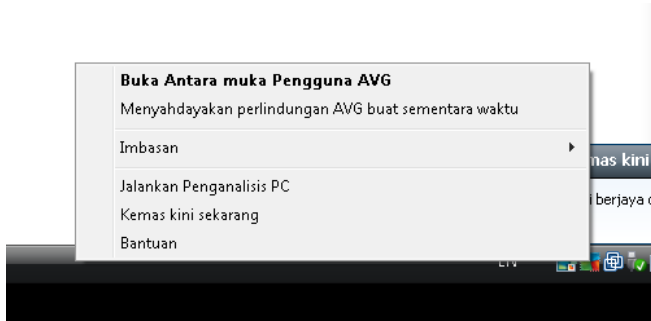 Buka Antara muka Pengguna AVG
Menyahdayakan perlindungan AVG buat sementara waktu
Imbasan
mas kini
Jalankan Penganalisis PC
i berjaya
Kemas kini sekarang
Bantuan